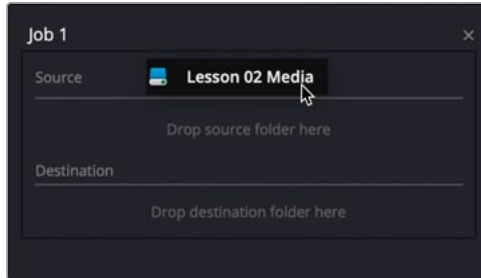 Job 1 ×
Source Lesson 02 Media
Drop source folder here
Destination
Drop destination folder here